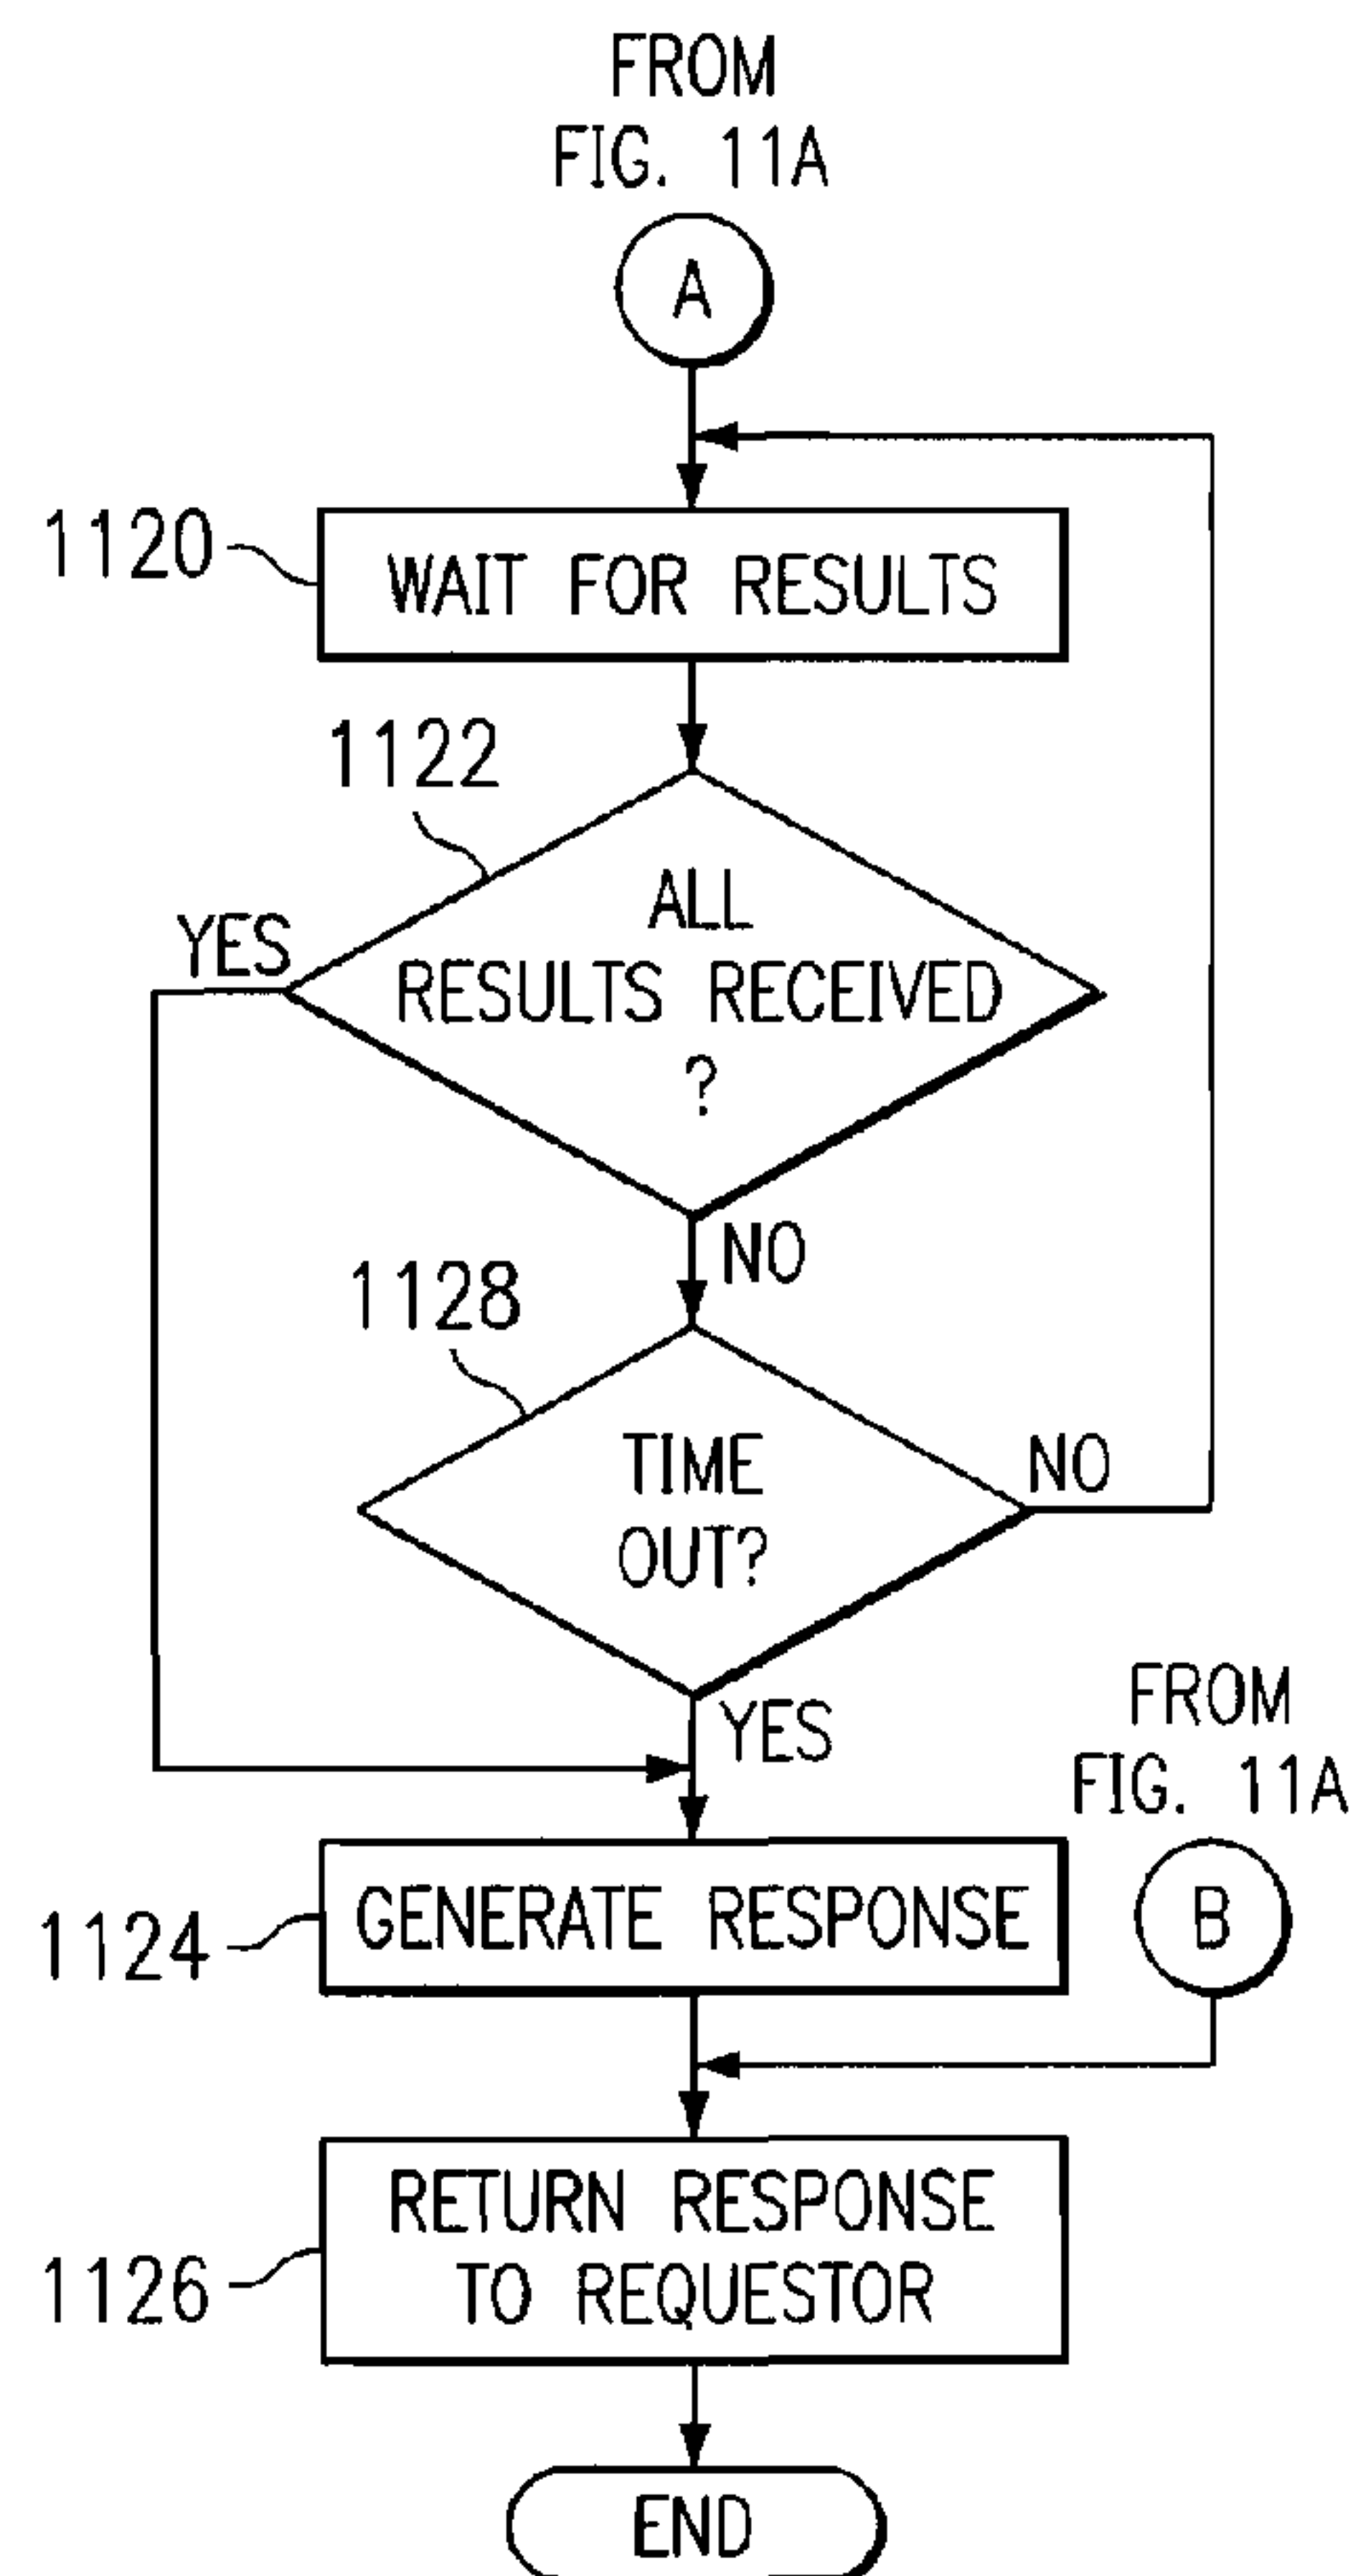 FROM
FIG. 11A
A
1120
WAIT FOR RESULTS
1122
ALL
RESULTS RECEIVED
?
YES
NO
1128
TIME
OUT?
NO
YES
FROM
FIG. 11A
B
1124
GENERATE RESPONSE
1126
RETURN RESPONSE
TO REQUESTOR
END